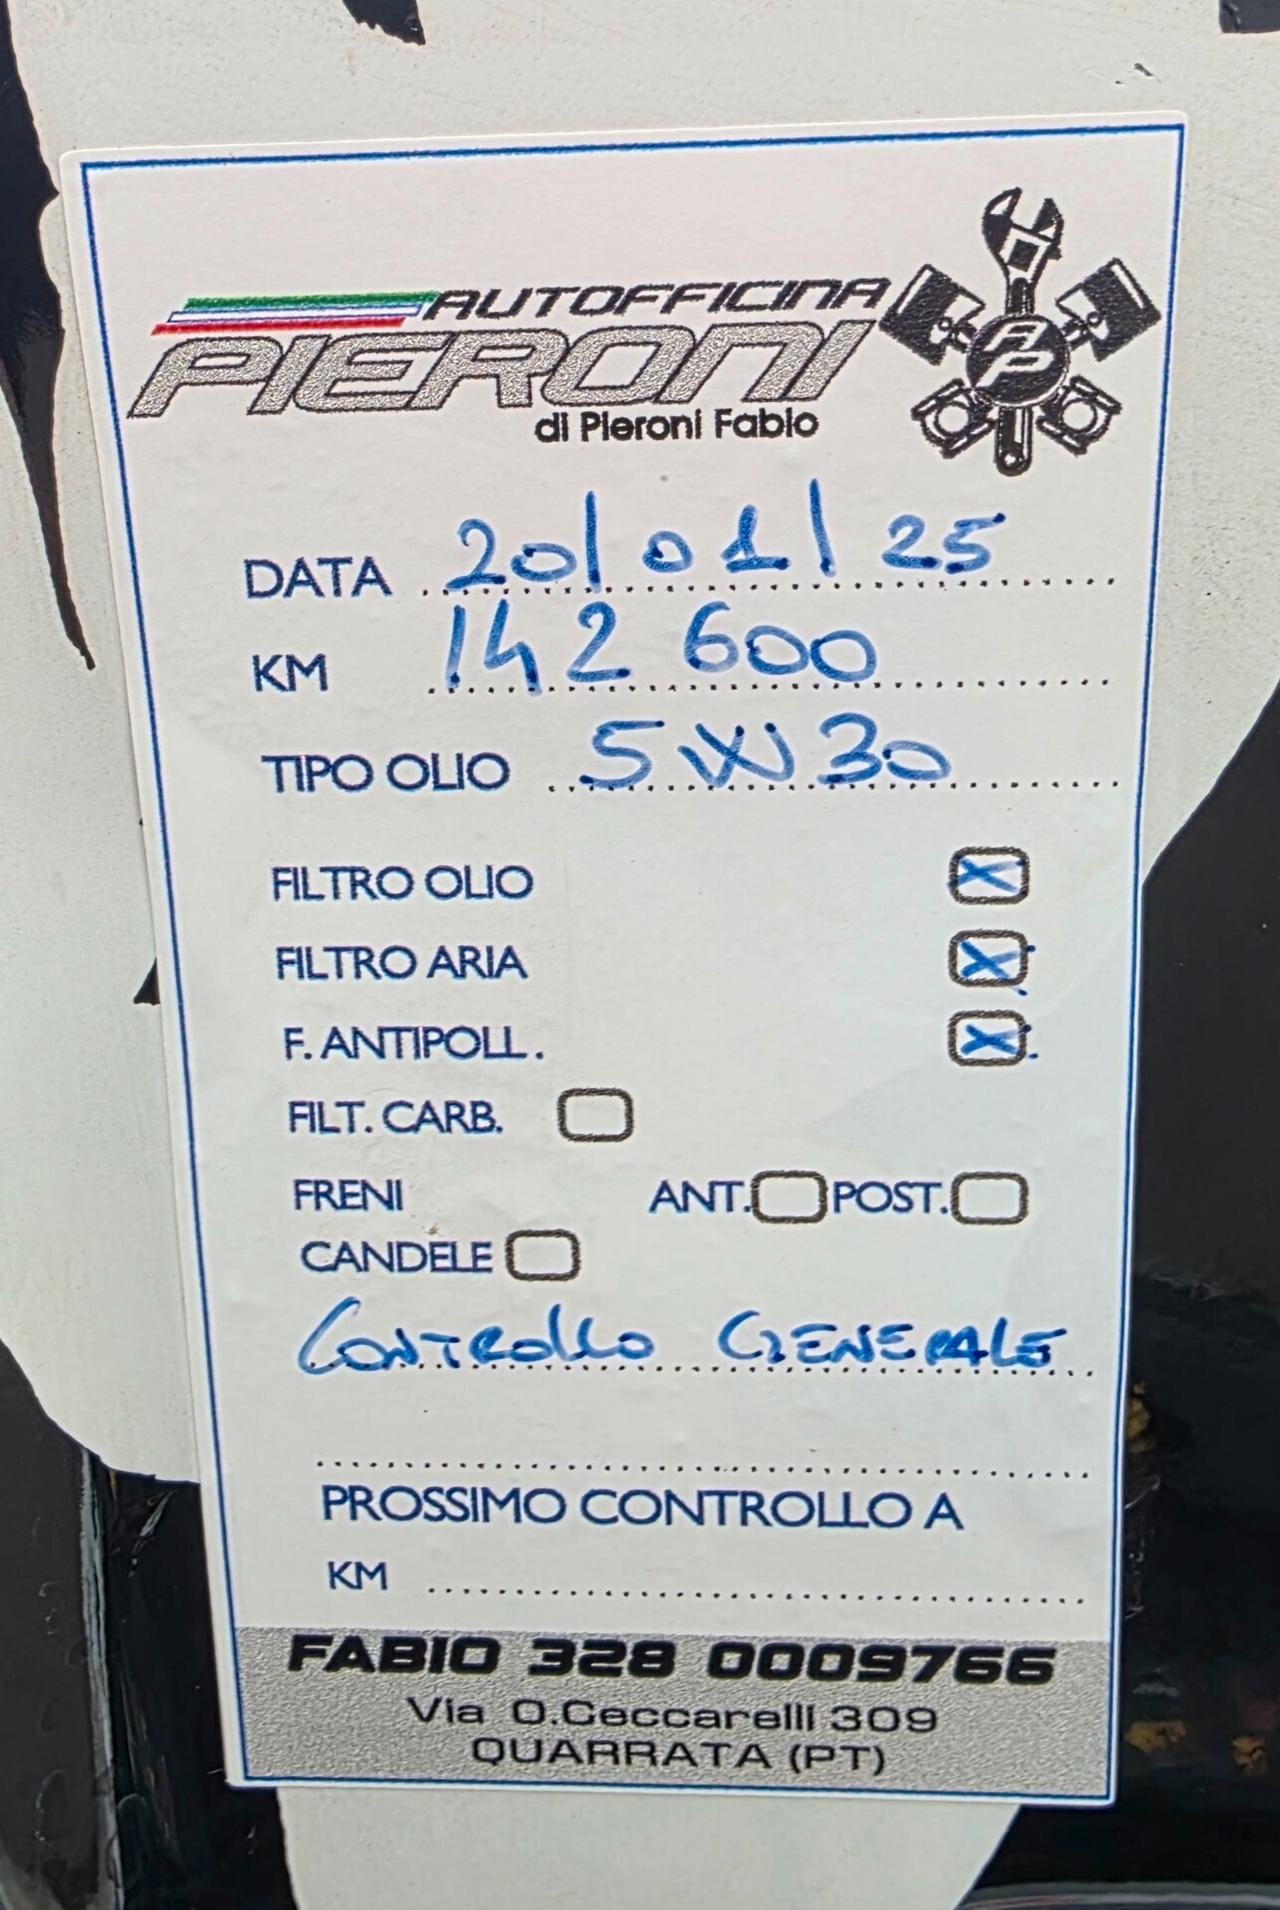 AUTOFFICINA
PIERONI
di Pieroni Fabio
AP
DATA 20/01/25
KM 142 600
TIPO OLIO 5W30
FILTRO OLIO X
FILTRO ARIA X
F. ANTIPOLL. X
FILT. CARB.
FRENI ANT. POST.
CANDELE
CONTROLLO GENERALE
PROSSIMO CONTROLLO A
KM
FABIO 328 0009766
Via O.Ceccarelli 309
QUARRATA (PT)